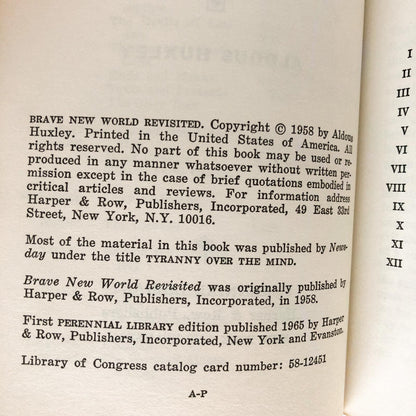 BRAVE NEW WORLD REVISITED. Copyright © 1958 by Aldous
Huxley. Printed in the United States of America. All
rights reserved. No part of this book may be used or re-
produced in any manner whatsoever without written per-
mission except in the case of brief quotations embodied in
critical articles and reviews. For information address
Harper & Row, Publishers, Incorporated, 49 East 33rd
Street, New York, N.Y. 10016.
Most of the material in this book was published by News-
day under the title TYRANNY OVER THE MIND.
Brave New World Revisited was originally published by
Harper & Row, Publishers, Incorporated, in 1958.
First PERENNIAL LIBRARY edition published 1965 by Harper
& Row, Publishers, Incorporated, New York and Evanston.
Library of Congress catalog card number: 58-12451
A-P
I
II
III
IV
V
VI
VII
VIII
IX
X
XI
XII